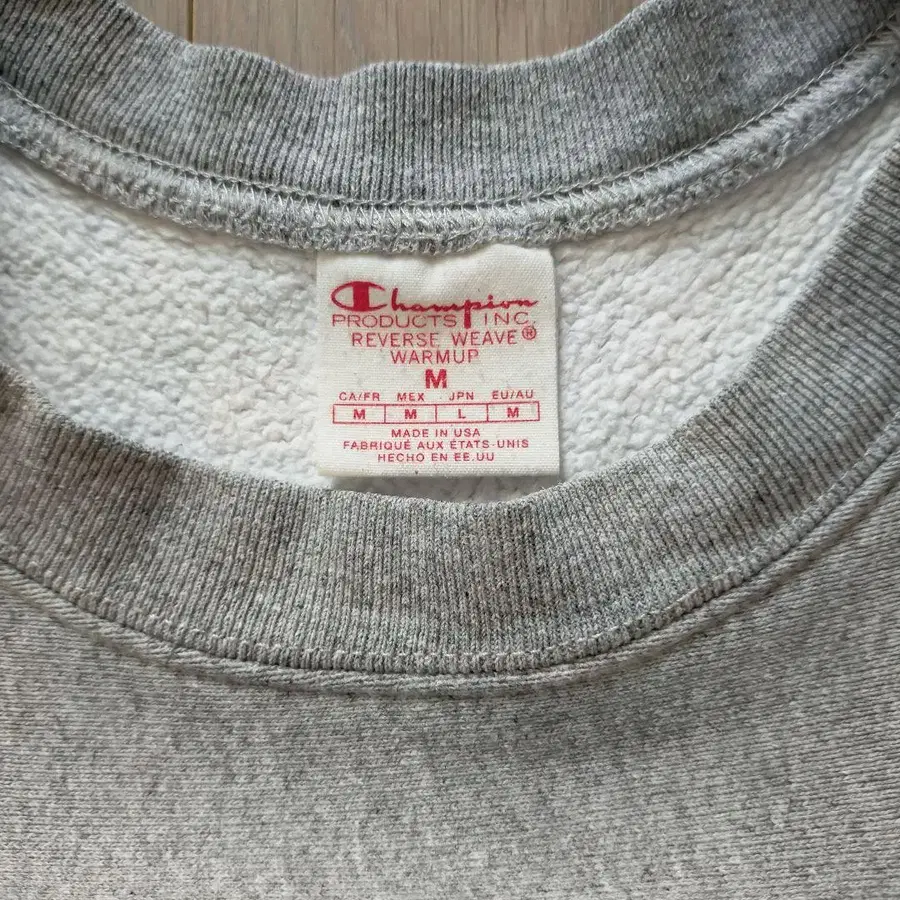 Champion
PRODUCTS INC.
REVERSE WEAVE®
WARMUP
M
CA/FR MEX JPN EU/AU
M M L M
MADE IN USA
FABRIQUÉ AUX ÉTATS-UNIS
HECHO EN EE.UU